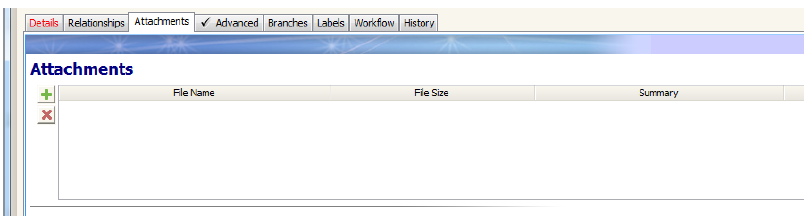 Details Relationships Attachments ✓ Advanced Branches Labels Workflow History
Attachments
File Name File Size Summary